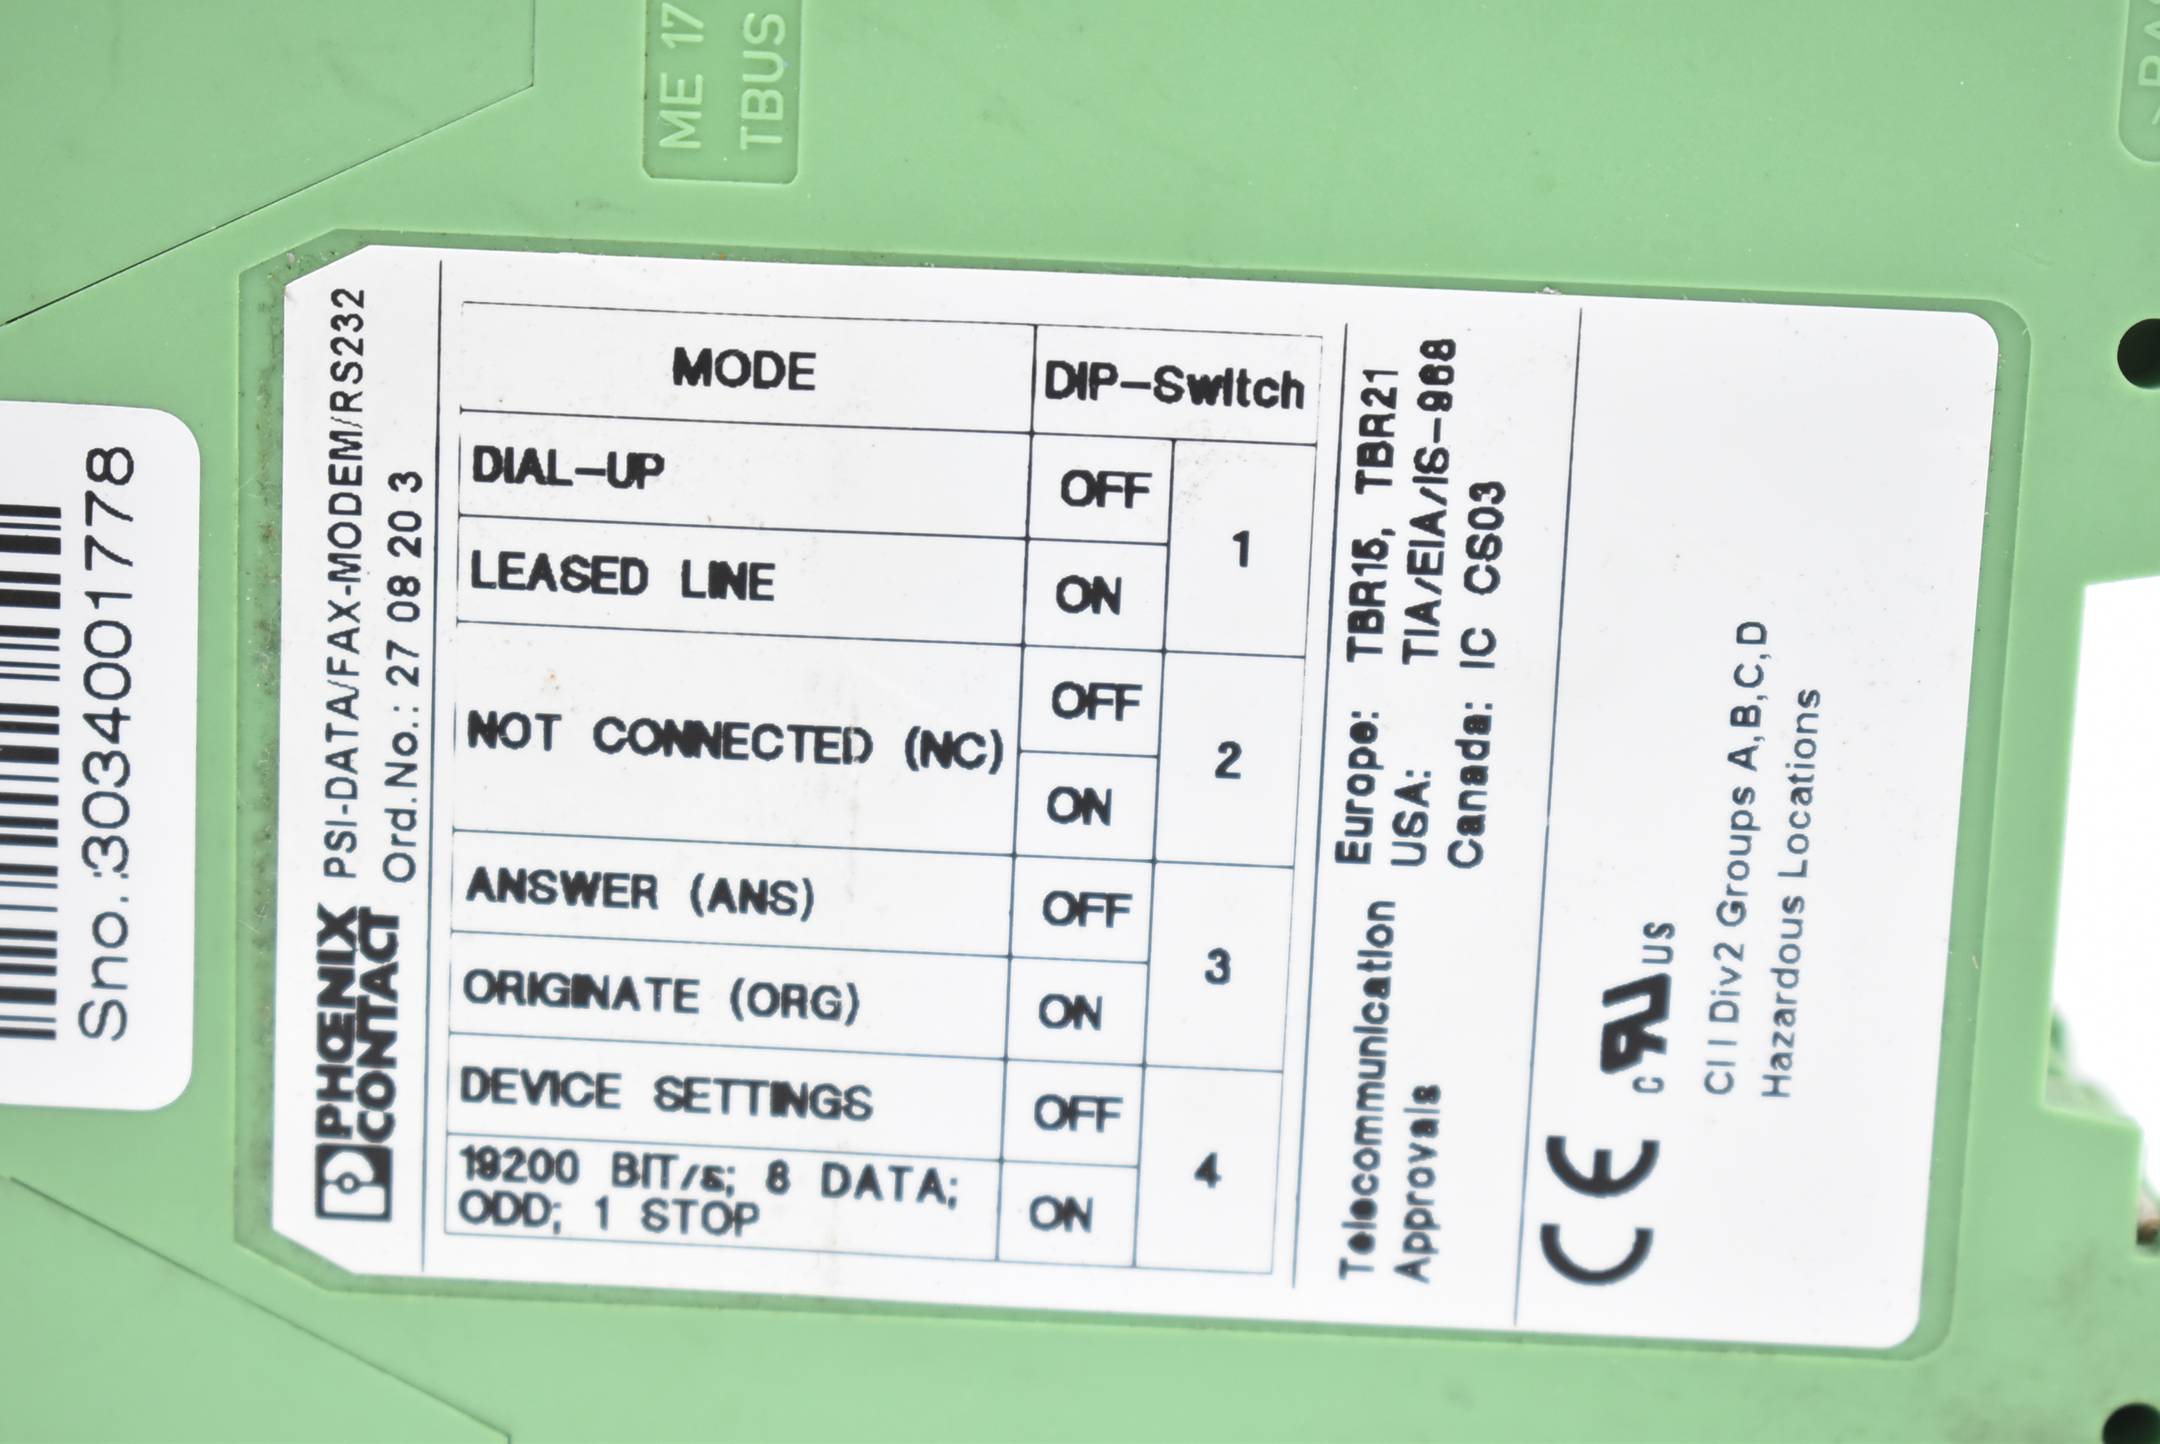 ME 17
TBUS
Sno.:3034001778
PHŒNIX
CONTACT
PSI-DATA/FAX-MODEM/RS232
Ord.No.: 27 08 20 3
MODE DIP-Switch
DIAL-UP OFF 1
LEASED LINE ON
NOT CONNECTED (NC) OFF 2
ON
ANSWER (ANS) OFF 3
ORIGINATE (ORG) ON
DEVICE SETTINGS OFF 4
19200 BIT/s; 8 DATA; ON
ODD; 1 STOP
Telecommunication Europe: TBR15, TBR21
Approvals USA: TIA/EIA/IS-968
Canada: IC CS03
CE c RU US
Cl I Div2 Groups A,B,C,D
Hazardous Locations